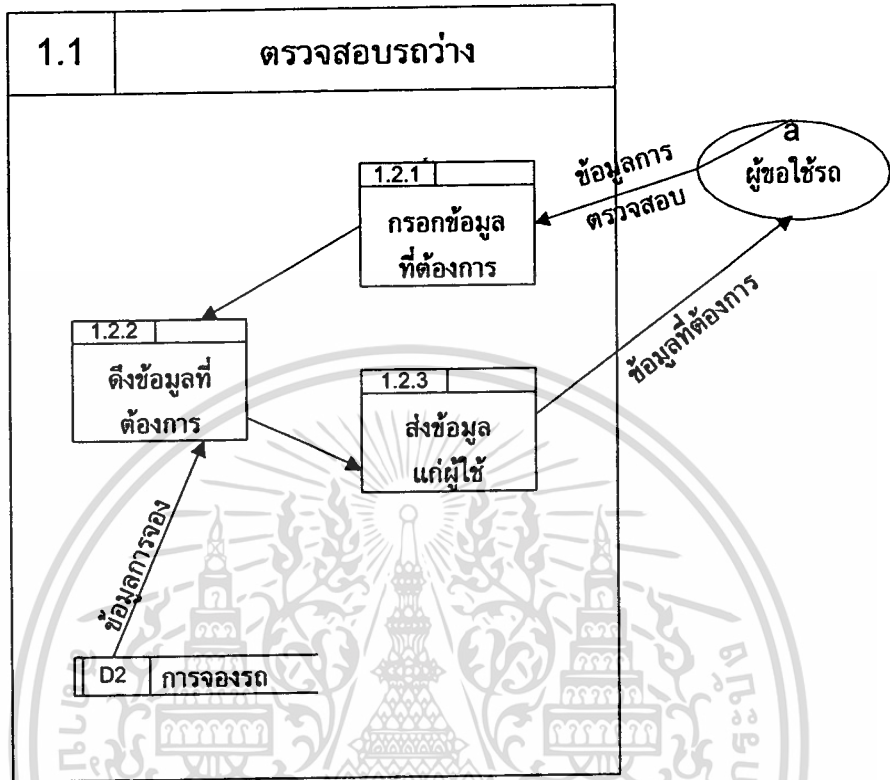 1.1
ตรวจสอบรถว่าง
a
ผู้ขอใช้รถ
ข้อมูลการ
ตรวจสอบ
1.2.1
กรอกข้อมูล
ที่ต้องการ
1.2.2
ดึงข้อมูลที่
ต้องการ
1.2.3
ส่งข้อมูล
แก่ผู้ใช้
ข้อมูลที่ต้องการ
ข้อมูลการจอง
D2
การจองรถ